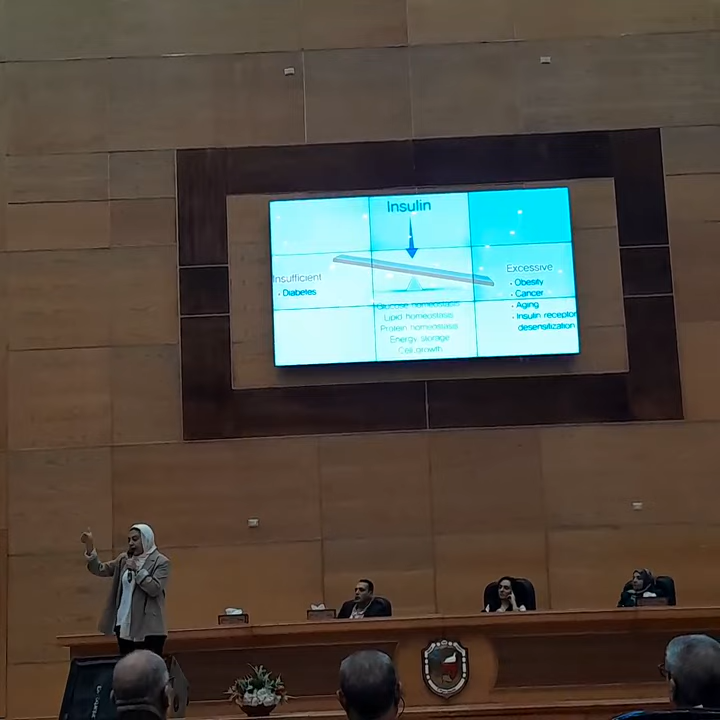 Insulin
Insufficient
• Diabetes
Excessive
• Obesity
• Cancer
• Aging
• Insulin receptor
desensitization
Glucose homeostasis
Lipid homeostasis
Protein homeostasis
Energy storage
Cell growth